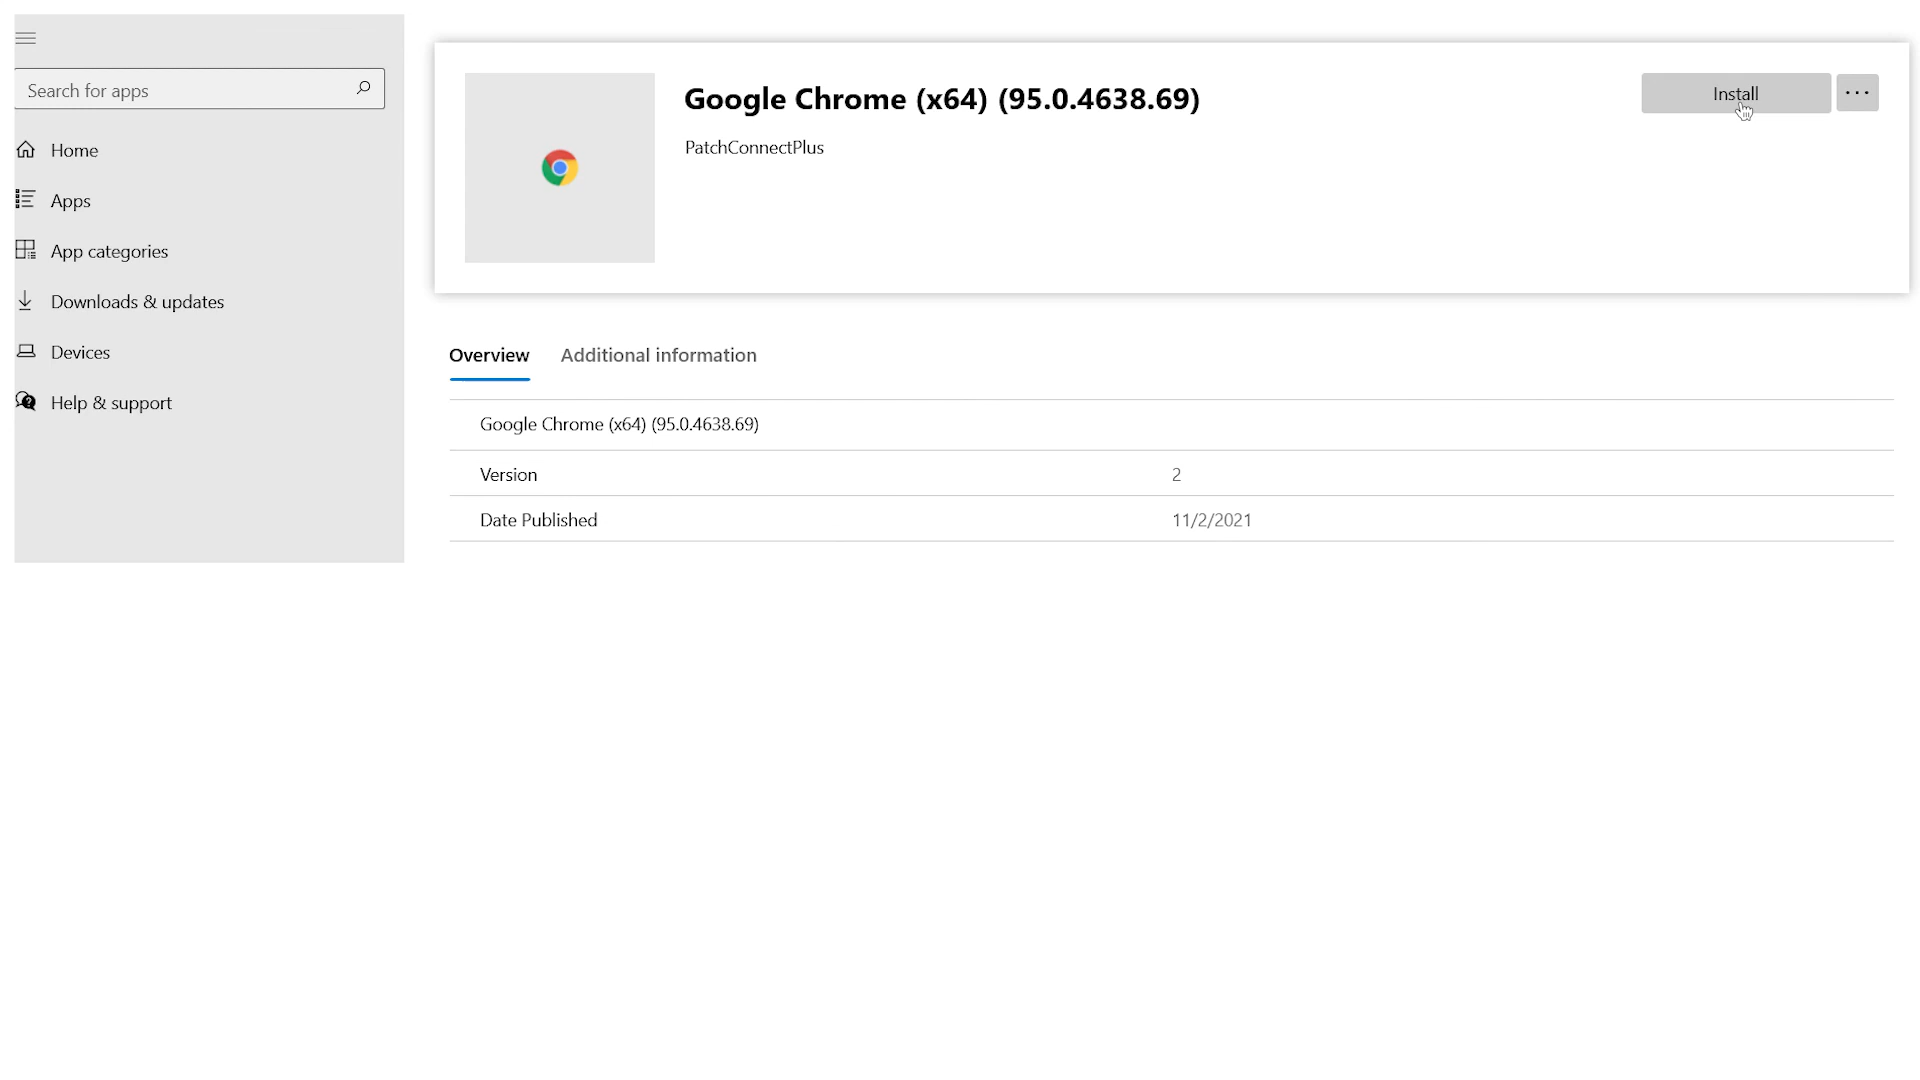 Search for apps
Home
Apps
App categories
Downloads & updates
Devices
Help & support
Google Chrome (x64) (95.0.4638.69)
PatchConnectPlus
Install
...
Overview
Additional information
Google Chrome (x64) (95.0.4638.69)
Version 2
Date Published 11/2/2021